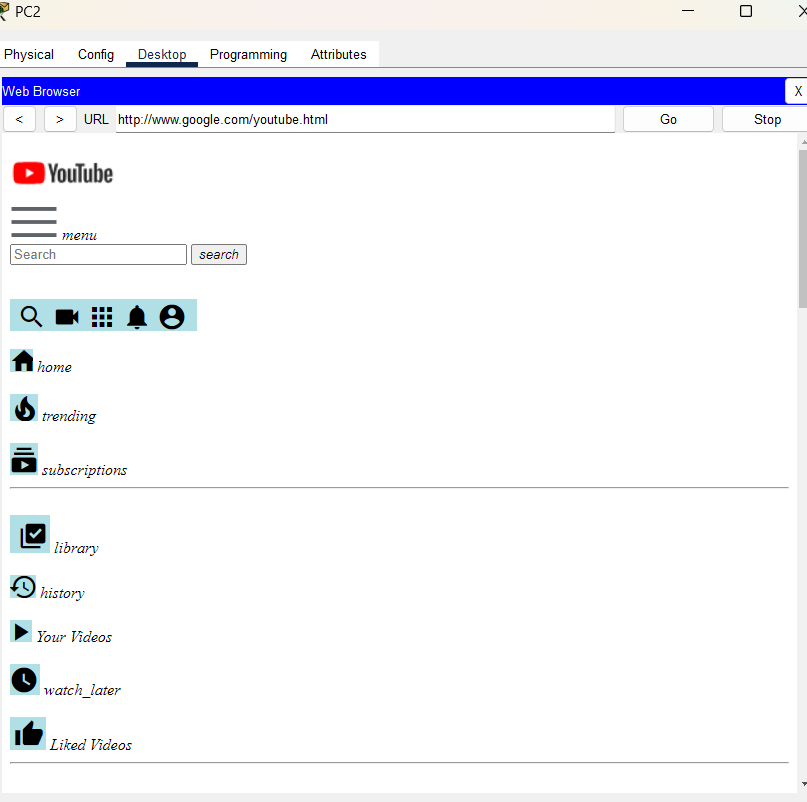 PC2
Physical Config Desktop Programming Attributes
Web Browser X
< > URL http://www.google.com/youtube.html Go Stop
YouTube
menu
Search search
home
trending
subscriptions
library
history
Your Videos
watch_later
Liked Videos